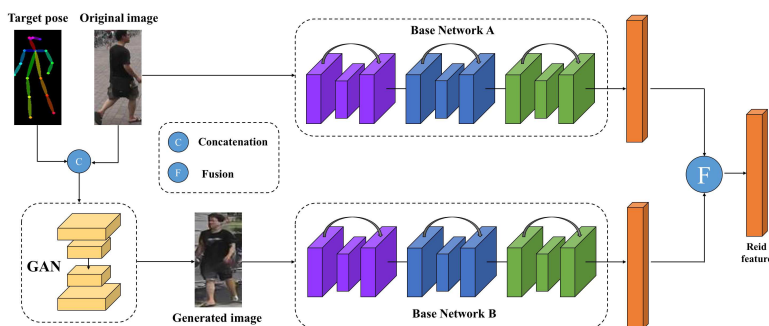 Target pose
Original image
Base Network A
C
Concatenation
F
Fusion
C
F
GAN
Generated image
Base Network B
Reid
feature